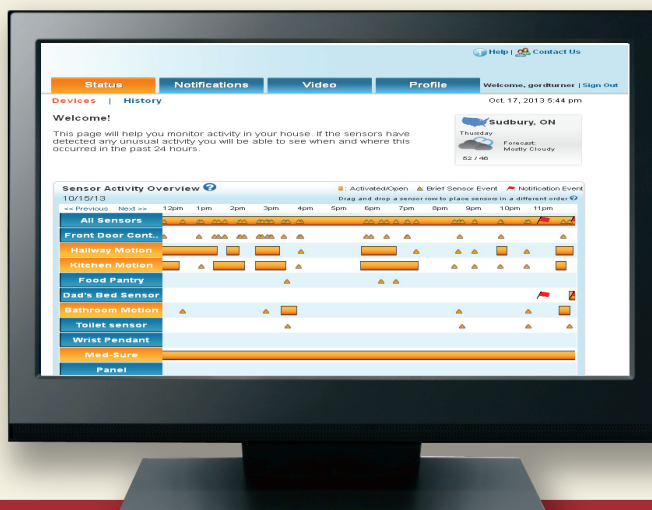 Help | Contact Us
Status Notifications Video Profile Welcome, gordturner | Sign Out
Devices | History Oct. 17, 2013 5:44 pm
Welcome!
This page will help you monitor activity in your house. If the sensors have
detected any unusual activity you will be able to see when and where this
occurred in the past 24 hours.
Sudbury, ON
Thursday
Forecast:
Mostly Cloudy
52 / 46
Sensor Activity Overview ? : Activated/Open Brief Sensor Event Notification Event
10/15/13 Drag and drop a sensor row to place sensors in a different order ?
<< Previous Next >> 12pm 1pm 2pm 3pm 4pm 5pm 6pm 7pm 8pm 9pm 10pm 11pm
All Sensors
Front Door Cont..
Hallway Motion
Kitchen Motion
Food Pantry
Dad's Bed Sensor
Bathroom Motion
Toilet sensor
Wrist Pendant
Med-Sure
Panel